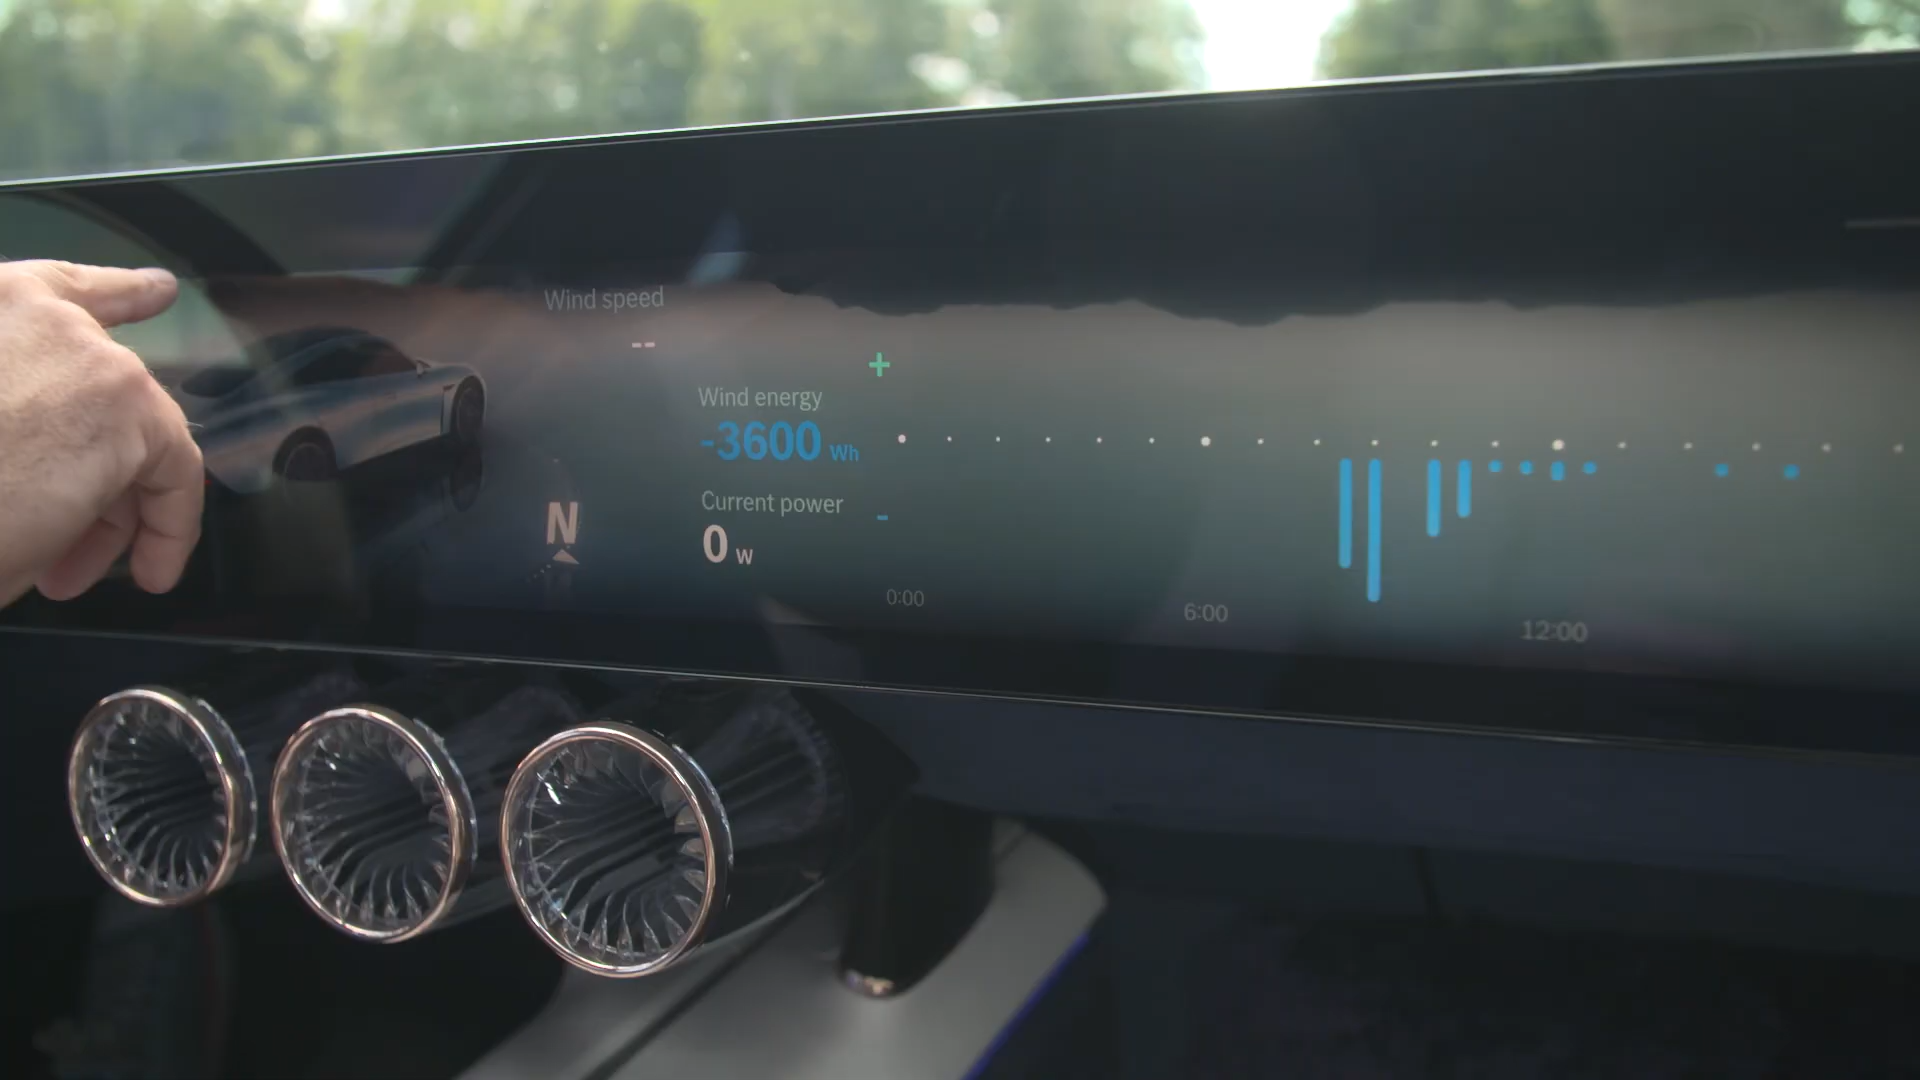 Wind speed
--
+
Wind energy
-3600 Wh
Current power
-
0 W
N
0:00
6:00
12:00